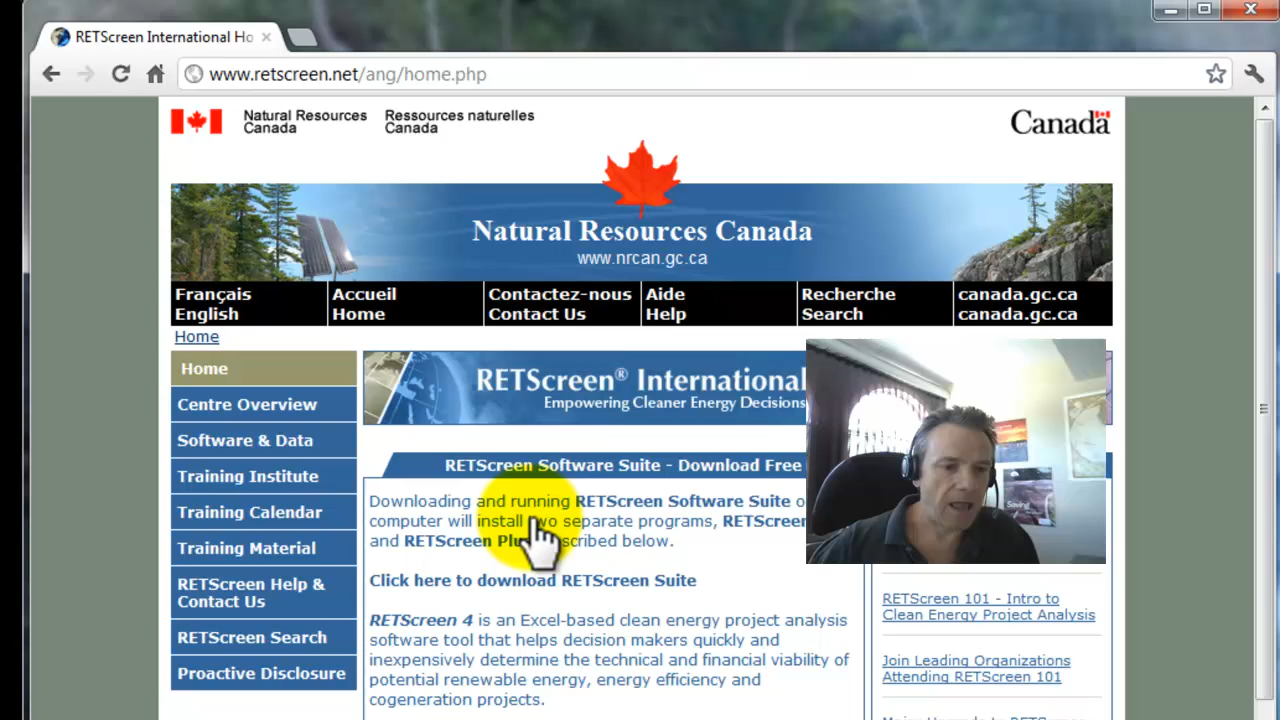 RETScreen International Ho
www.retscreen.net/ang/home.php
Natural Resources Canada
Ressources naturelles Canada
Canada
Natural Resources Canada
www.nrcan.gc.ca
Français
English
Accueil
Home
Contactez-nous
Contact Us
Aide
Help
Recherche
Search
canada.gc.ca
canada.gc.ca
Home
Home
Centre Overview
Software & Data
Training Institute
Training Calendar
Training Material
RETScreen Help &
Contact Us
RETScreen Search
Proactive Disclosure
RETScreen® International
Empowering Cleaner Energy Decisions
RETScreen Software Suite - Download Free
Downloading and running RETScreen Software Suite
computer will install two separate programs, RETScreen
and RETScreen Plus described below.
Click here to download RETScreen Suite
RETScreen 4 is an Excel-based clean energy project analysis
software tool that helps decision makers quickly and
inexpensively determine the technical and financial viability of
potential renewable energy, energy efficiency and
cogeneration projects.
RETScreen 101 - Intro to
Clean Energy Project Analysis
Join Leading Organizations
Attending RETScreen 101